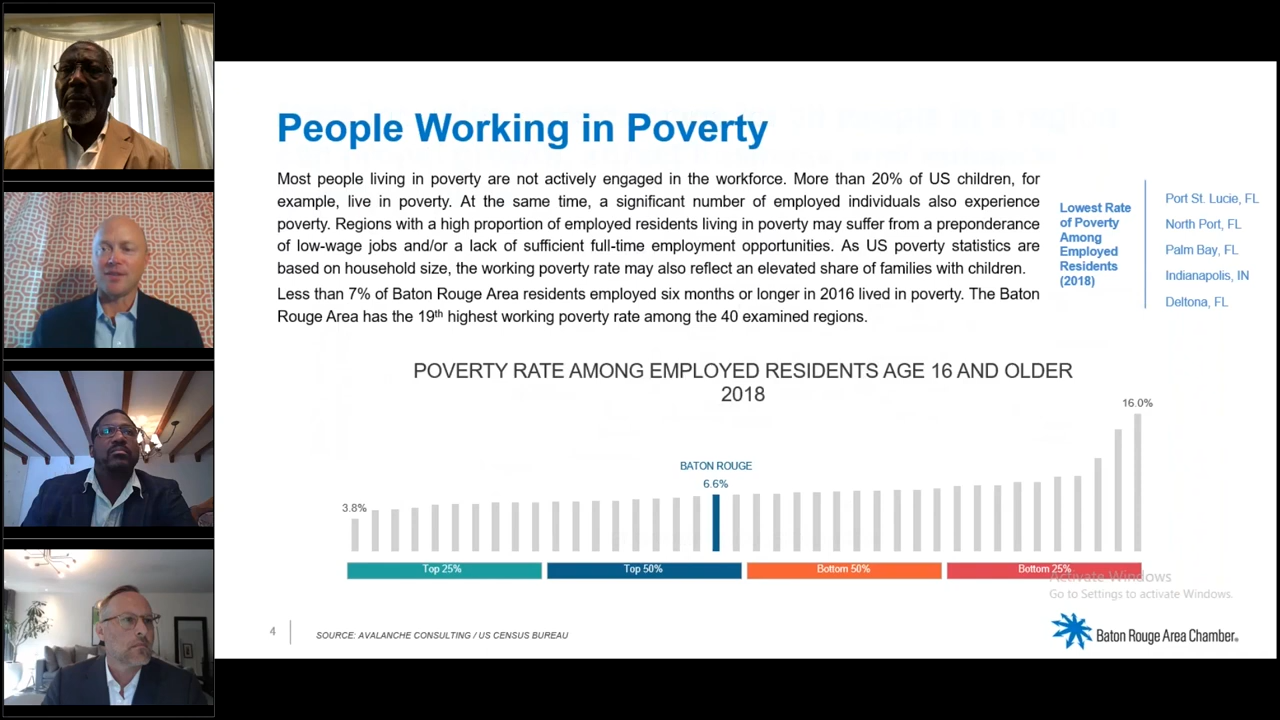 People Working in Poverty
Most people living in poverty are not actively engaged in the workforce. More than 20% of US children, for
example, live in poverty. At the same time, a significant number of employed individuals also experience
poverty. Regions with a high proportion of employed residents living in poverty may suffer from a preponderance
of low-wage jobs and/or a lack of sufficient full-time employment opportunities. As US poverty statistics are
based on household size, the working poverty rate may also reflect an elevated share of families with children.
Less than 7% of Baton Rouge Area residents employed six months or longer in 2016 lived in poverty. The Baton
Rouge Area has the 19th highest working poverty rate among the 40 examined regions.
Lowest Rate
of Poverty
Among
Employed
Residents
(2018)
Port St. Lucie, FL
North Port, FL
Palm Bay, FL
Indianapolis, IN
Deltona, FL
POVERTY RATE AMONG EMPLOYED RESIDENTS AGE 16 AND OLDER
2018
16.0%
BATON ROUGE
6.6%
3.8%
Top 25%
Top 50%
Bottom 50%
Bottom 25%
Activate Windows
Go to Settings to activate Windows.
4
SOURCE: AVALANCHE CONSULTING / US CENSUS BUREAU
Baton Rouge Area Chamber